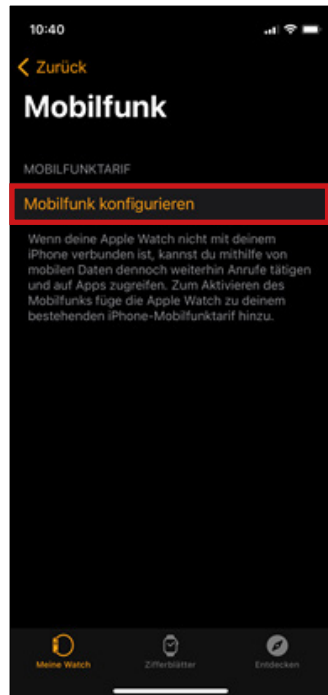 10:40
Zurück
Mobilfunk
MOBILFUNKTARIF
Mobilfunk konfigurieren
Wenn deine Apple Watch nicht mit deinem
iPhone verbunden ist, kannst du mithilfe von
mobilen Daten dennoch weiterhin Anrufe tätigen
und auf Apps zugreifen. Zum Aktivieren des
Mobilfunks füge die Apple Watch zu deinem
bestehenden iPhone-Mobilfunktarif hinzu.
Meine Watch
Zifferblätter
Entdecken